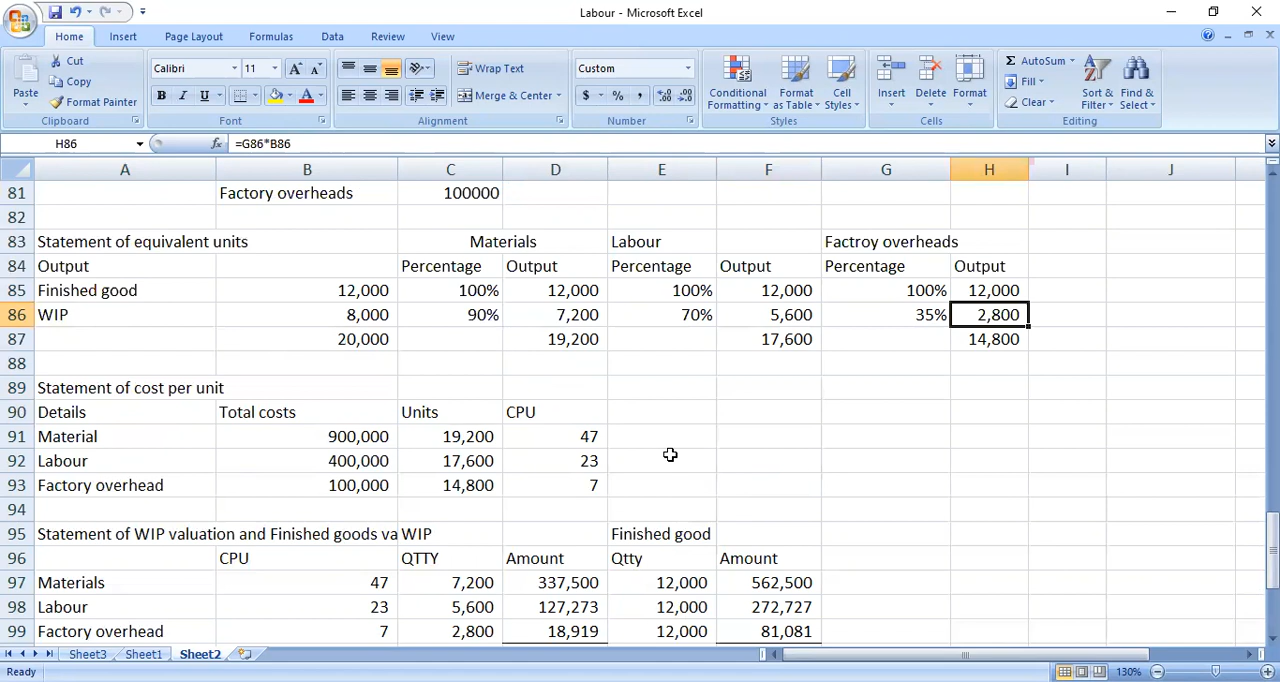 Labour - Microsoft Excel
Home Insert Page Layout Formulas Data Review View
Paste
Cut
Copy
Format Painter
Clipboard
Calibri 11
B I U
Font
Wrap Text
Merge & Center
Alignment
Custom
$ % ,
Number
Conditional Formatting
Format as Table
Cell Styles
Styles
Insert
Delete
Format
Cells
Σ AutoSum
Fill
Clear
Sort & Filter
Find & Select
Editing
H86 fx =G86*B86
A B C D E F G H I J
81 Factory overheads 100000
82
83 Statement of equivalent units Materials Labour Factroy overheads
84 Output Percentage Output Percentage Output Percentage Output
85 Finished good 12,000 100% 12,000 100% 12,000 100% 12,000
86 WIP 8,000 90% 7,200 70% 5,600 35% 2,800
87 20,000 19,200 17,600 14,800
88
89 Statement of cost per unit
90 Details Total costs Units CPU
91 Material 900,000 19,200 47
92 Labour 400,000 17,600 23
93 Factory overhead 100,000 14,800 7
94
95 Statement of WIP valuation and Finished goods va WIP Finished good
96 CPU QTTY Amount Qtty Amount
97 Materials 47 7,200 337,500 12,000 562,500
98 Labour 23 5,600 127,273 12,000 272,727
99 Factory overhead 7 2,800 18,919 12,000 81,081
Sheet3 Sheet1 Sheet2
Ready 130%